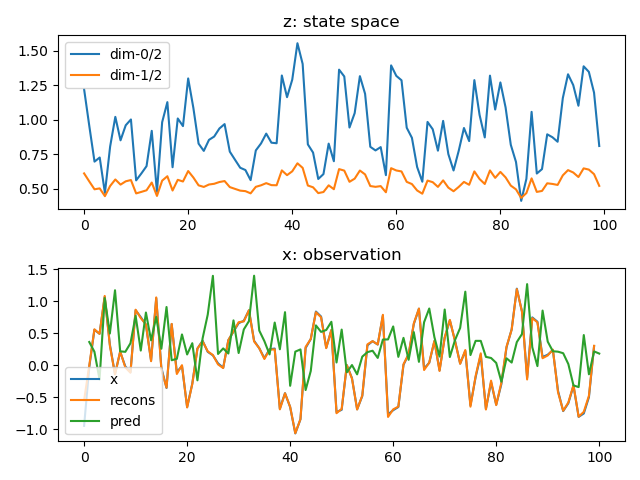 z: state space
1.50
1.25
1.00
0.75
0.50
dim-0/2
dim-1/2
0 20 40 60 80 100
x: observation
1.5
1.0
0.5
0.0
−0.5
−1.0
x
recons
pred
0 20 40 60 80 100